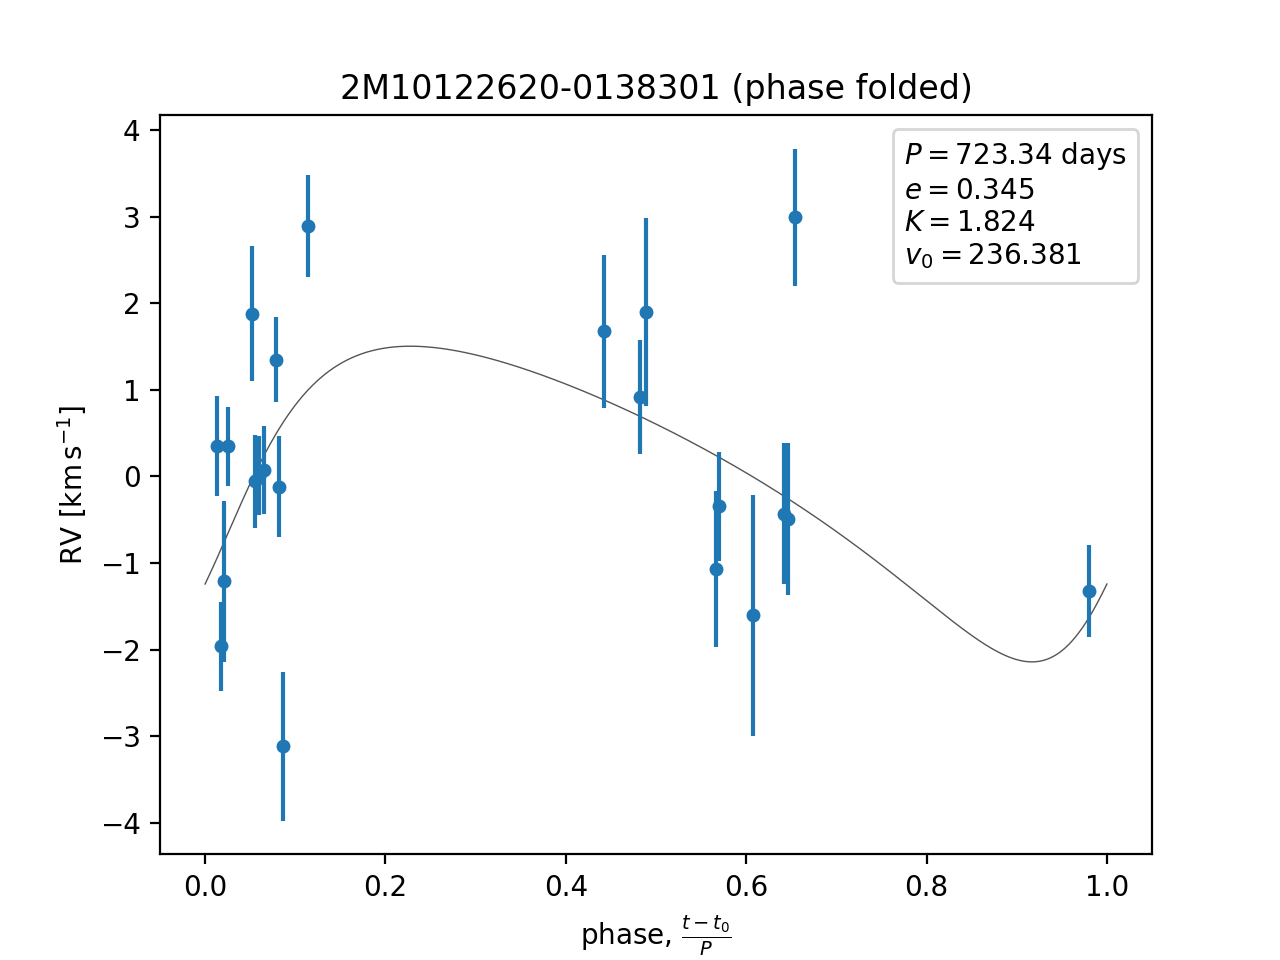 2M10122620-0138301 (phase folded)
P = 723.34 days
e = 0.345
K = 1.824
v₀ = 236.381
4
3
2
1
0
−1
−2
−3
−4
RV [km s⁻¹]
0.0 0.2 0.4 0.6 0.8 1.0
phase, (t − t₀)/P